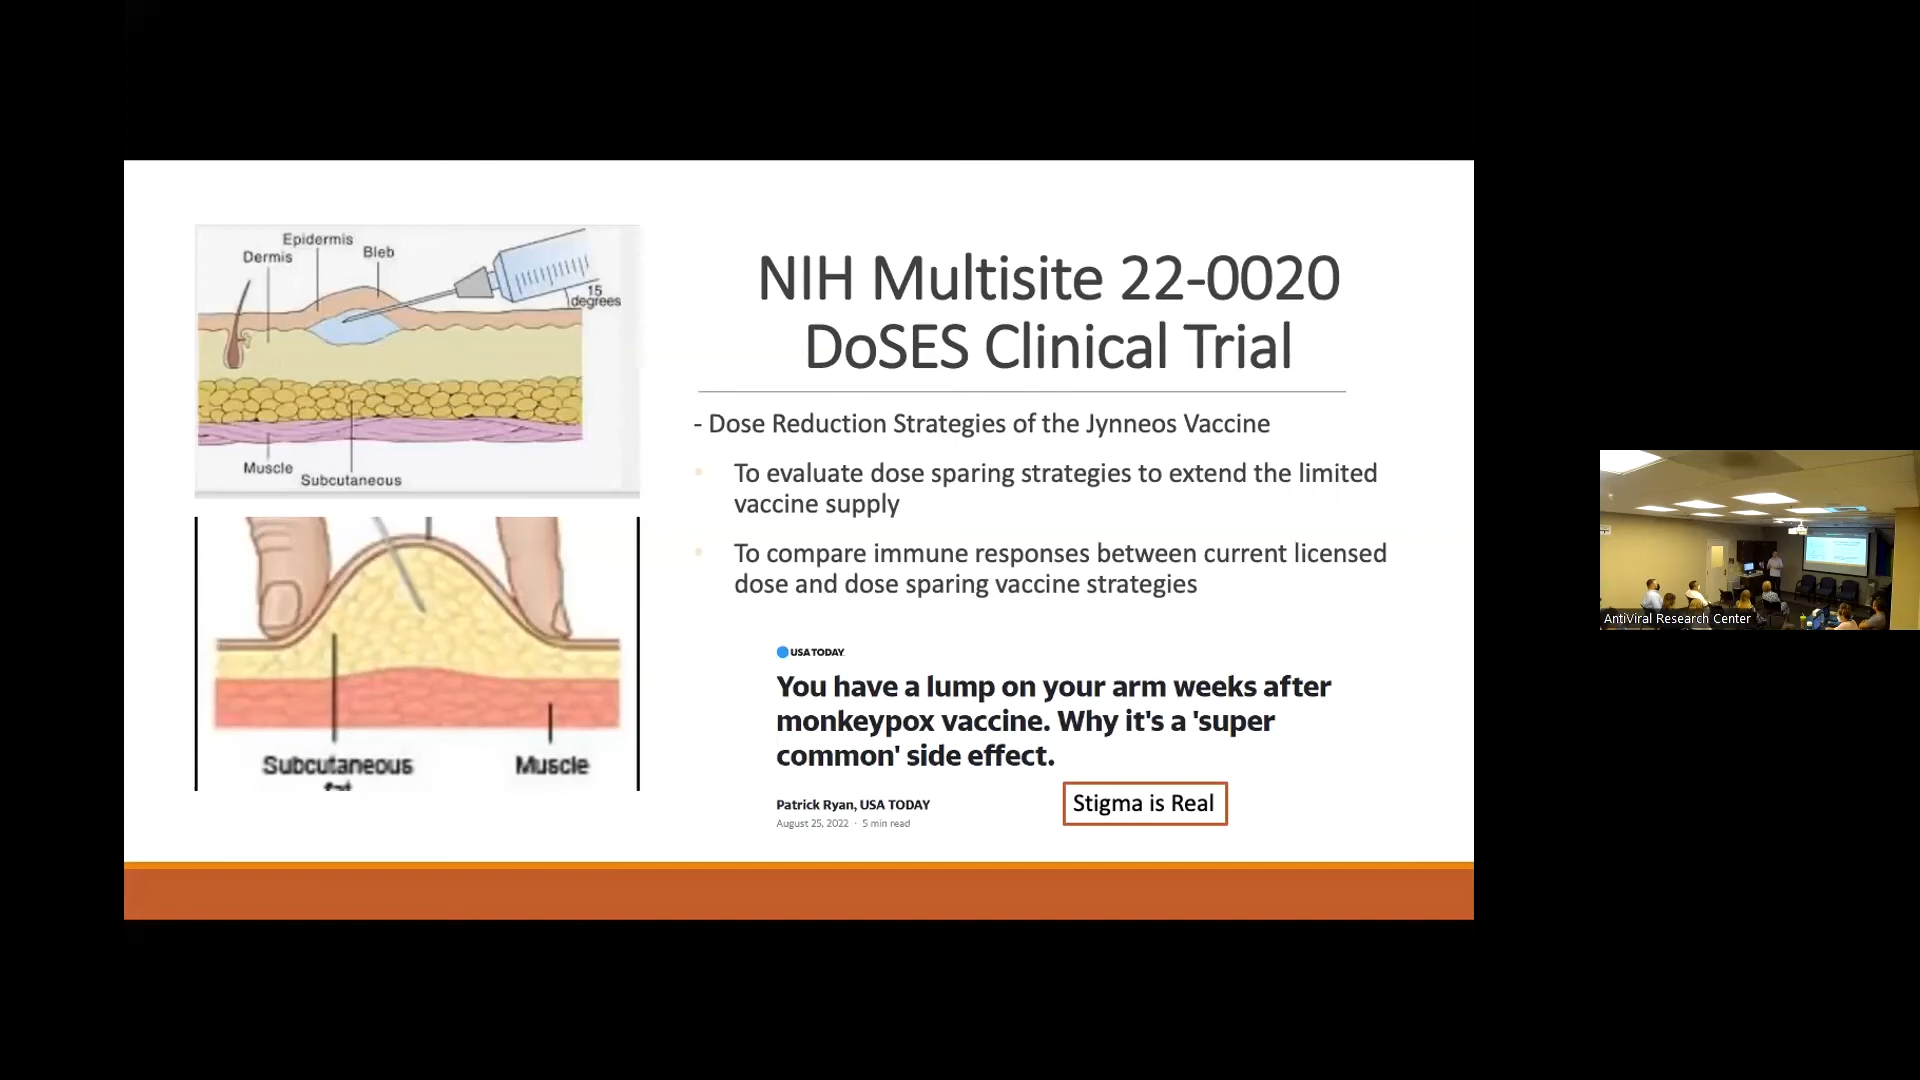 Epidermis
Dermis
Bleb
15
degrees
Muscle
Subcutaneous
Subcutaneous
Muscle
NIH Multisite 22-0020
DoSES Clinical Trial
- Dose Reduction Strategies of the Jynneos Vaccine
• To evaluate dose sparing strategies to extend the limited
vaccine supply
• To compare immune responses between current licensed
dose and dose sparing vaccine strategies
USA TODAY
You have a lump on your arm weeks after
monkeypox vaccine. Why it's a 'super
common' side effect.
Patrick Ryan, USA TODAY
August 25, 2022 · 5 min read
Stigma is Real
AntiViral Research Center